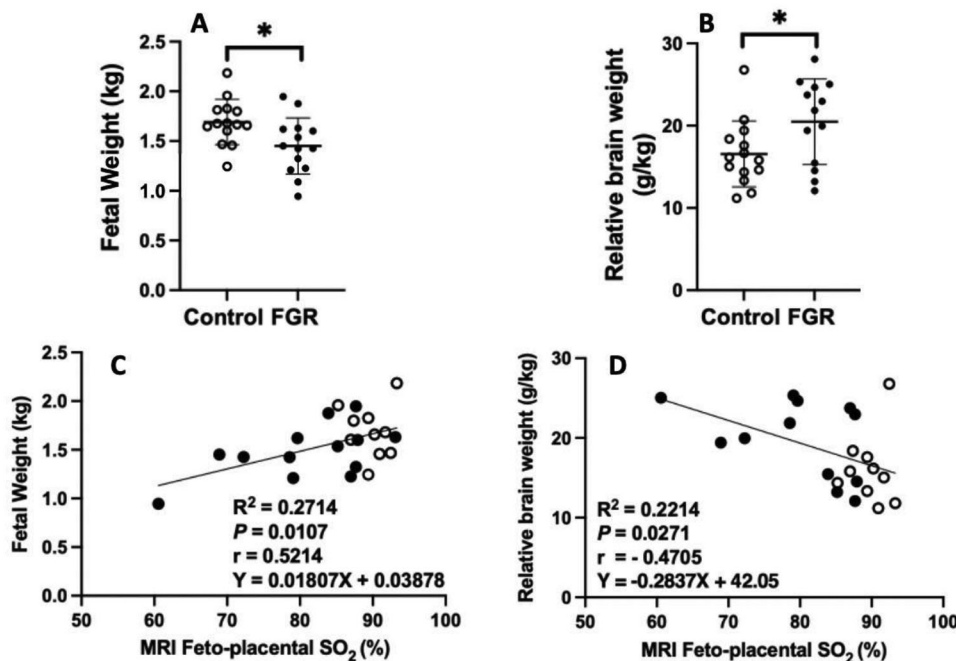 A
*
Fetal Weight (kg)
2.5
2.0
1.5
1.0
0.5
0.0
Control FGR
B
*
Relative brain weight
(g/kg)
30
20
10
0
Control FGR
C
Fetal Weight (kg)
2.5
2.0
1.5
1.0
0.5
0.0
R² = 0.2714
P = 0.0107
r = 0.5214
Y = 0.01807X + 0.03878
50 60 70 80 90 100
MRI Feto-placental SO₂ (%)
D
Relative brain weight (g/kg)
30
20
10
0
R² = 0.2214
P = 0.0271
r = - 0.4705
Y = -0.2837X + 42.05
50 60 70 80 90 100
MRI Feto-placental SO₂ (%)